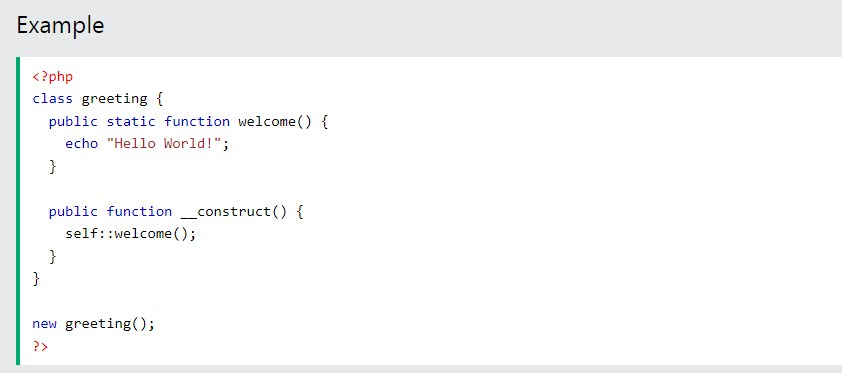 Example
<?php
class greeting {
  public static function welcome() {
    echo "Hello World!";
  }

  public function __construct() {
    self::welcome();
  }
}

new greeting();
?>